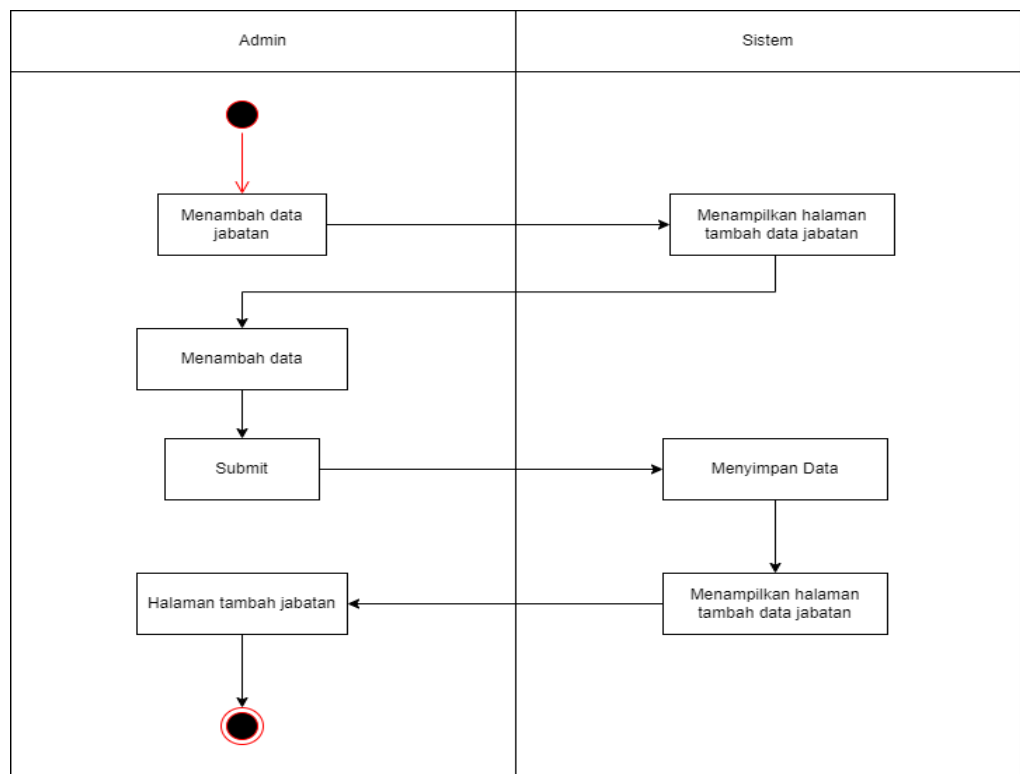 Admin
Sistem
Menambah data
jabatan
Menampilkan halaman
tambah data jabatan
Menambah data
Submit
Menyimpan Data
Halaman tambah jabatan
Menampilkan halaman
tambah data jabatan